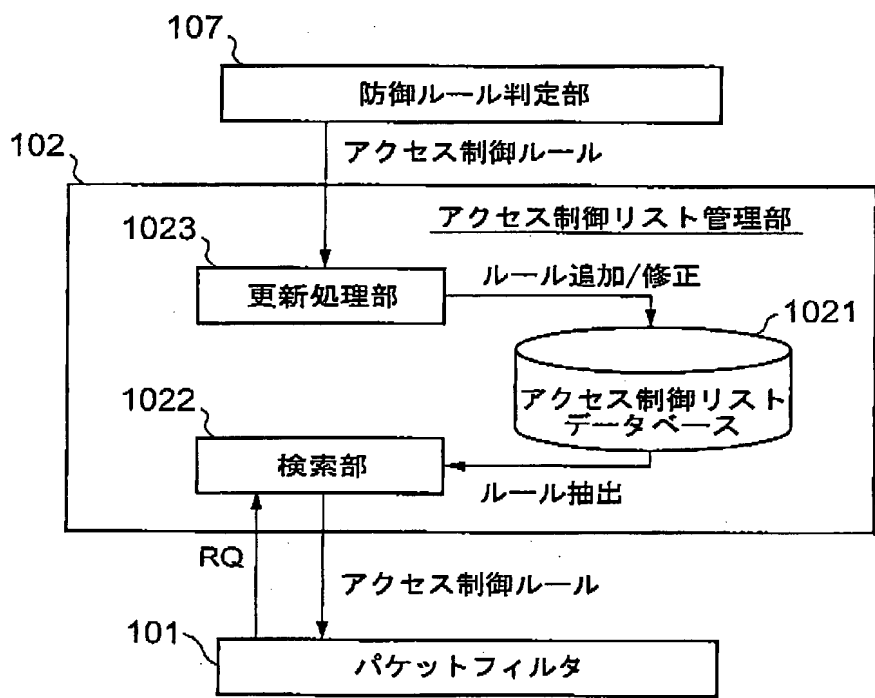 107
防御ルール判定部
102
アクセス制御ルール
アクセス制御リスト管理部
1023
更新処理部
ルール追加/修正
1021
アクセス制御リスト
データベース
1022
検索部
ルール抽出
RQ
アクセス制御ルール
101
パケットフィルタ